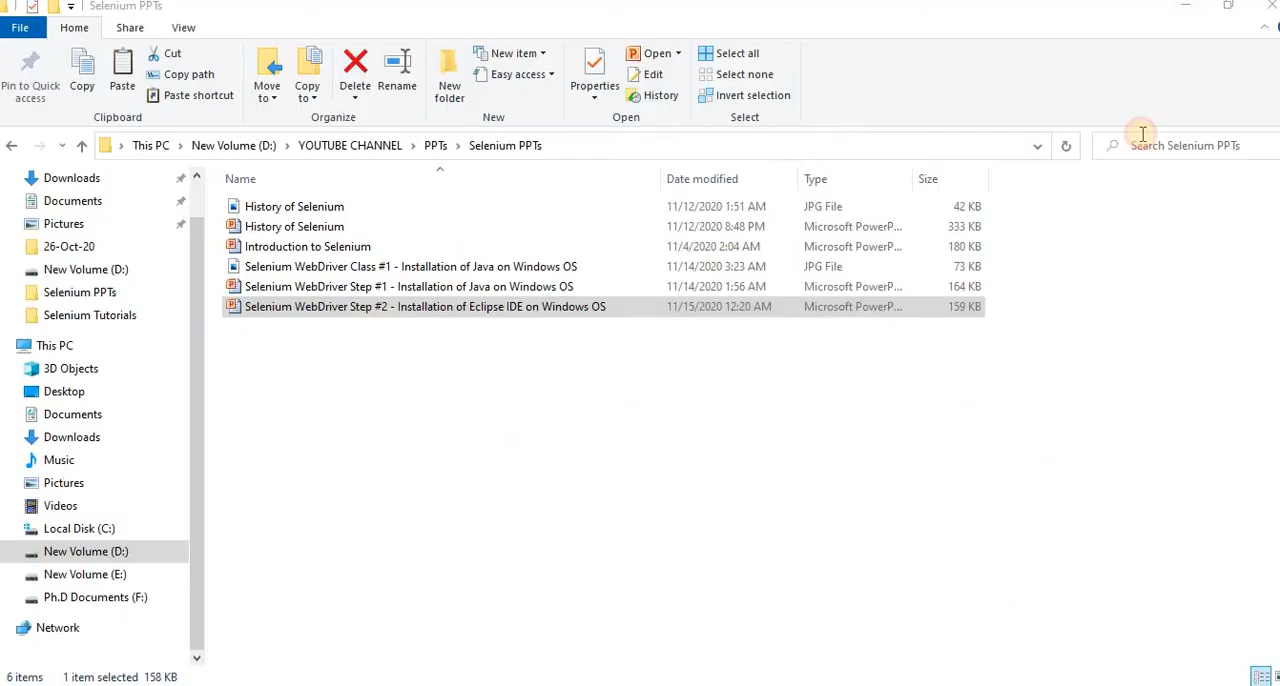 Selenium PPTs
File Home Share View
Pin to Quick access
Copy
Paste
Cut
Copy path
Paste shortcut
Clipboard
Move to
Copy to
Delete
Rename
Organize
New folder
New item
Easy access
New
Properties
Open
Edit
History
Open
Select all
Select none
Invert selection
Select
This PC New Volume (D:) YOUTUBE CHANNEL PPTs Selenium PPTs
Search Selenium PPTs
Downloads
Documents
Pictures
26-Oct-20
New Volume (D:)
Selenium PPTs
Selenium Tutorials
This PC
3D Objects
Desktop
Documents
Downloads
Music
Pictures
Videos
Local Disk (C:)
New Volume (D:)
New Volume (E:)
Ph.D Documents (F:)
Network
Name Date modified Type Size
History of Selenium 11/12/2020 1:51 AM JPG File 42 KB
History of Selenium 11/12/2020 8:48 PM Microsoft PowerP... 333 KB
Introduction to Selenium 11/4/2020 2:04 AM Microsoft PowerP... 180 KB
Selenium WebDriver Class #1 - Installation of Java on Windows OS 11/14/2020 3:23 AM JPG File 73 KB
Selenium WebDriver Step #1 - Installation of Java on Windows OS 11/14/2020 1:56 AM Microsoft PowerP... 164 KB
Selenium WebDriver Step #2 - Installation of Eclipse IDE on Windows OS 11/15/2020 12:20 AM Microsoft PowerP... 159 KB
6 items 1 item selected 158 KB